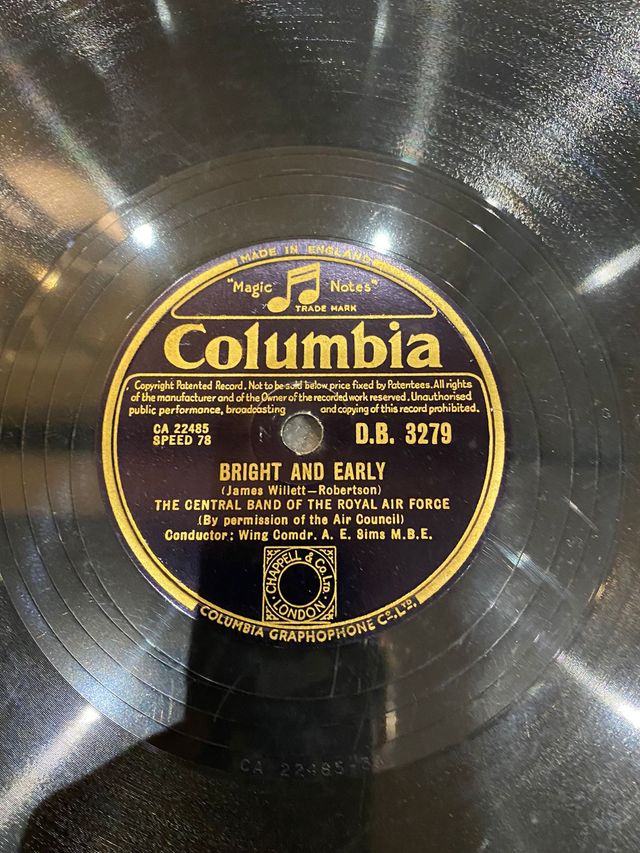 MADE IN ENGLAND
"Magic Notes"
TRADE MARK
Columbia
Copyright Patented Record. Not to be sold below price fixed by Patentees. All rights
of the manufacturer and of the Owner of the recorded work reserved. Unauthorised
public performance, broadcasting and copying of this record prohibited.
CA 22485
SPEED 78
D.B. 3279
BRIGHT AND EARLY
(James Willett-Robertson)
THE CENTRAL BAND OF THE ROYAL AIR FORCE
(By permission of the Air Council)
Conductor: Wing Comdr. A. E. Sims M.B.E.
CHAPPELL & Co. LTD.
LONDON
COLUMBIA GRAPHOPHONE Co. LTD.
CA 22485